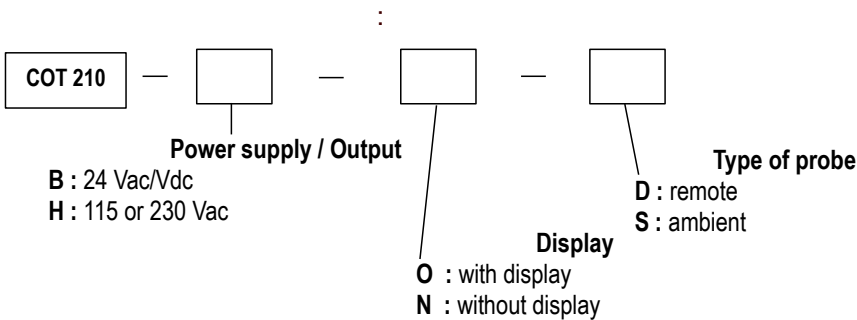 :
COT 210 — — —
Power supply / Output
B : 24 Vac/Vdc
H : 115 or 230 Vac
Display
O : with display
N : without display
Type of probe
D : remote
S : ambient